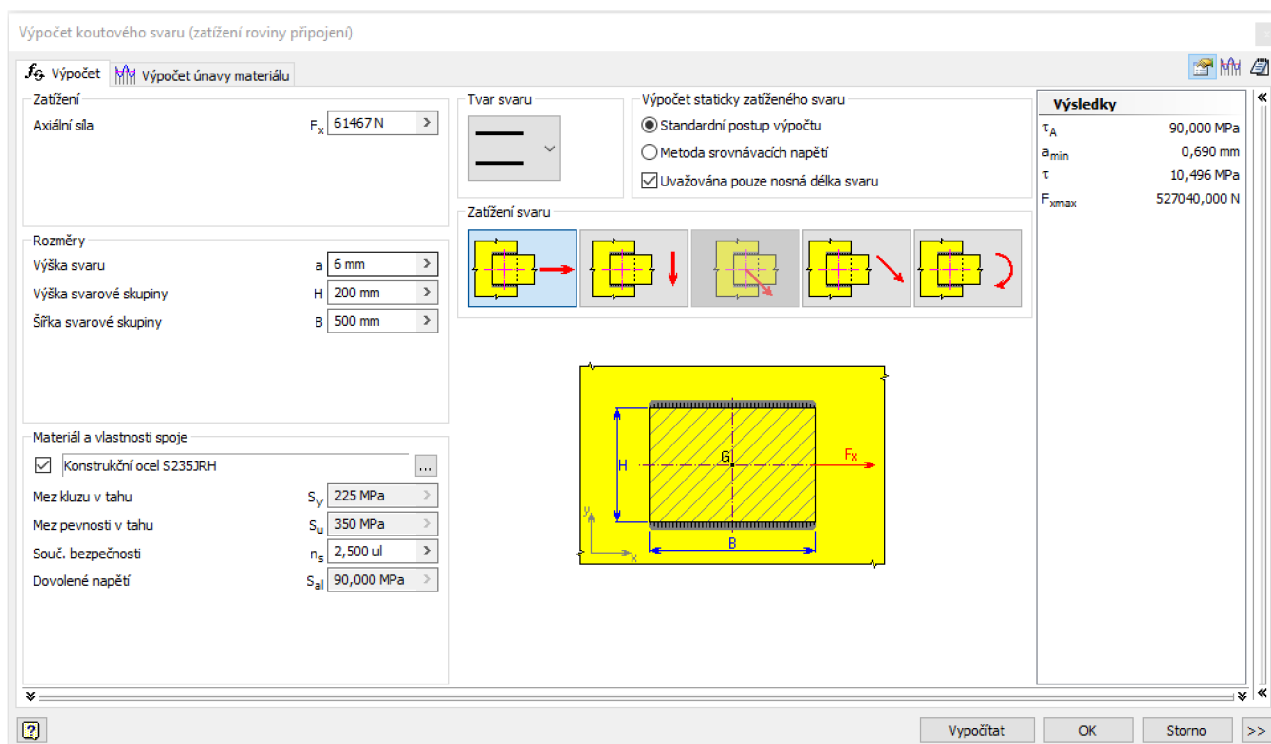 Výpočet koutového svaru (zatížení roviny připojení)
Výpočet
Výpočet únavy materiálu
Zatížení
Axiální síla Fx 61467 N >
Rozměry
Výška svaru a 6 mm >
Výška svarové skupiny H 200 mm >
Šířka svarové skupiny B 500 mm >
Materiál a vlastnosti spoje
Konstrukční ocel S235JRH ...
Mez kluzu v tahu Sy 225 MPa >
Mez pevnosti v tahu Su 350 MPa >
Souč. bezpečnosti ns 2,500 ul >
Dovolené napětí Sal 90,000 MPa >
Tvar svaru
Výpočet staticky zatíženého svaru
Standardní postup výpočtu
Metoda srovnávacích napětí
Uvažována pouze nosná délka svaru
Zatížení svaru
H
G
Fx
B
y
x
Výsledky
τA 90,000 MPa
amin 0,690 mm
τ 10,496 MPa
Fxmax 527040,000 N
?
Vypočítat
OK
Storno
>>